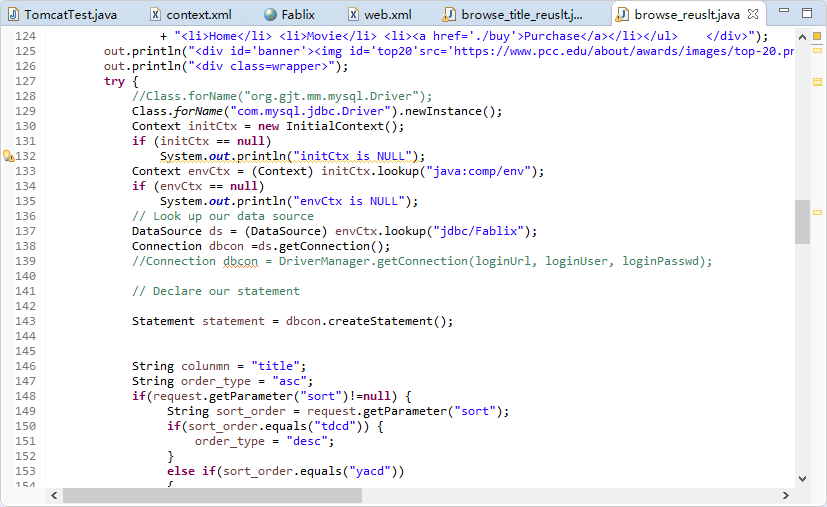 TomcatTest.java context.xml Fablix web.xml browse_title_reuslt.j... browse_reuslt.java
124 + "<li>Home</li> <li>Movie</li> <li><a href='./buy'>Purchase</a></li></ul> </div>");
125 out.println("<div id='banner'><img id='top20'src='https://www.pcc.edu/about/awards/images/top-20.pn
126 out.println("<div class=wrapper>");
127 try {
128 //Class.forName("org.gjt.mm.mysql.Driver");
129 Class.forName("com.mysql.jdbc.Driver").newInstance();
130 Context initCtx = new InitialContext();
131 if (initCtx == null)
132 System.out.println("initCtx is NULL");
133 Context envCtx = (Context) initCtx.lookup("java:comp/env");
134 if (envCtx == null)
135 System.out.println("envCtx is NULL");
136 // Look up our data source
137 DataSource ds = (DataSource) envCtx.lookup("jdbc/Fablix");
138 Connection dbcon =ds.getConnection();
139 //Connection dbcon = DriverManager.getConnection(loginUrl, loginUser, loginPasswd);
140
141 // Declare our statement
142
143 Statement statement = dbcon.createStatement();
144
145
146 String colunmn = "title";
147 String order_type = "asc";
148 if(request.getParameter("sort")!=null) {
149 String sort_order = request.getParameter("sort");
150 if(sort_order.equals("tdcd")) {
151 order_type = "desc";
152 }
153 else if(sort_order.equals("yacd"))
154 {